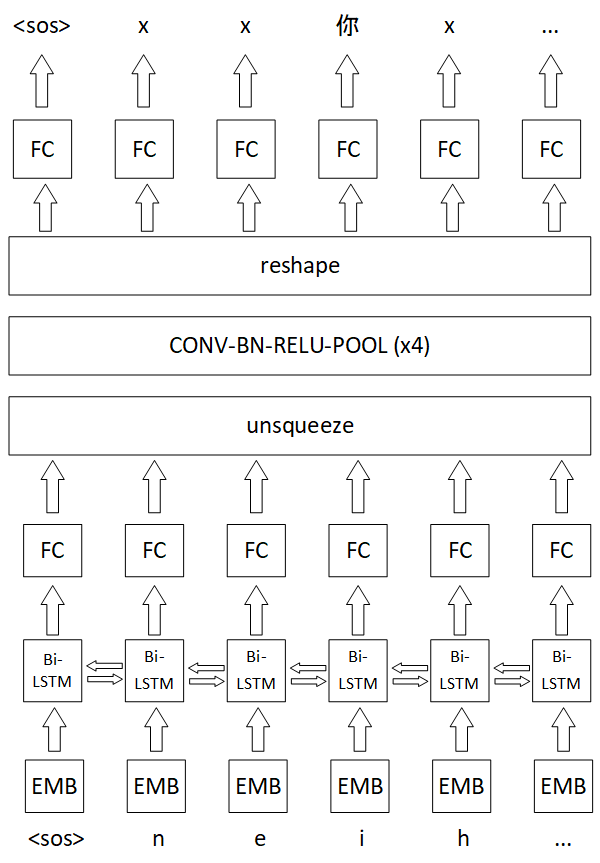 <sos> x x 你 x ...
FC FC FC FC FC FC
reshape
CONV-BN-RELU-POOL (x4)
unsqueeze
FC FC FC FC FC FC
Bi- Bi- Bi- Bi- Bi- Bi-
LSTM LSTM LSTM LSTM LSTM LSTM
EMB EMB EMB EMB EMB EMB
<sos> n e i h ...